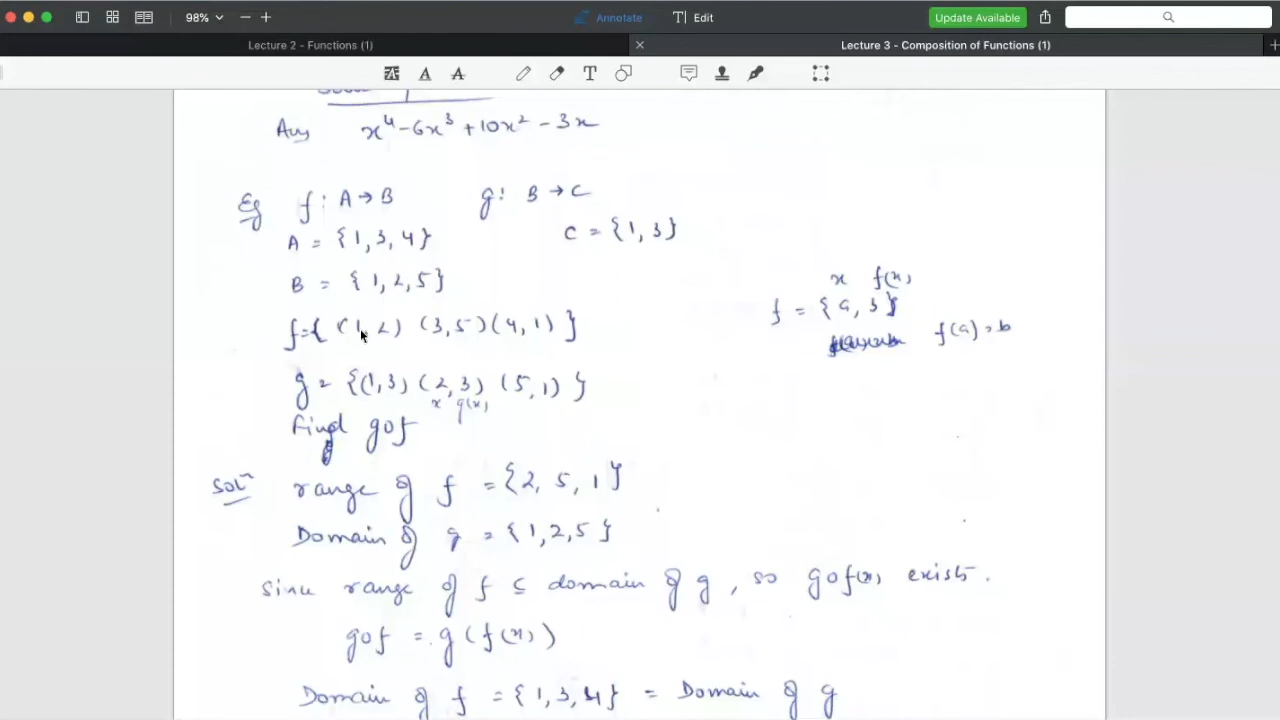 98%
Annotate
Edit
Update Available
Lecture 2 - Functions (1)
Lecture 3 - Composition of Functions (1)
Ans x⁴-6x³+10x²-3x
Eg f: A→B g: B→C
A = {1,3,4} C = {1,3}
B = {1,2,5}
x f(x)
f={ (1,2) (3,5)(4,1) }
f = {a, b}
f(a)=b
g = {(1,3) (2,3) (5,1) }
x g(x)
Find gof
Solⁿ range of f = {2, 5, 1}
Domain of g = {1,2,5}
Since range of f ⊆ domain of g, so gof(x) exists.
gof = g(f(x))
Domain of f = {1,3,4} = Domain of g